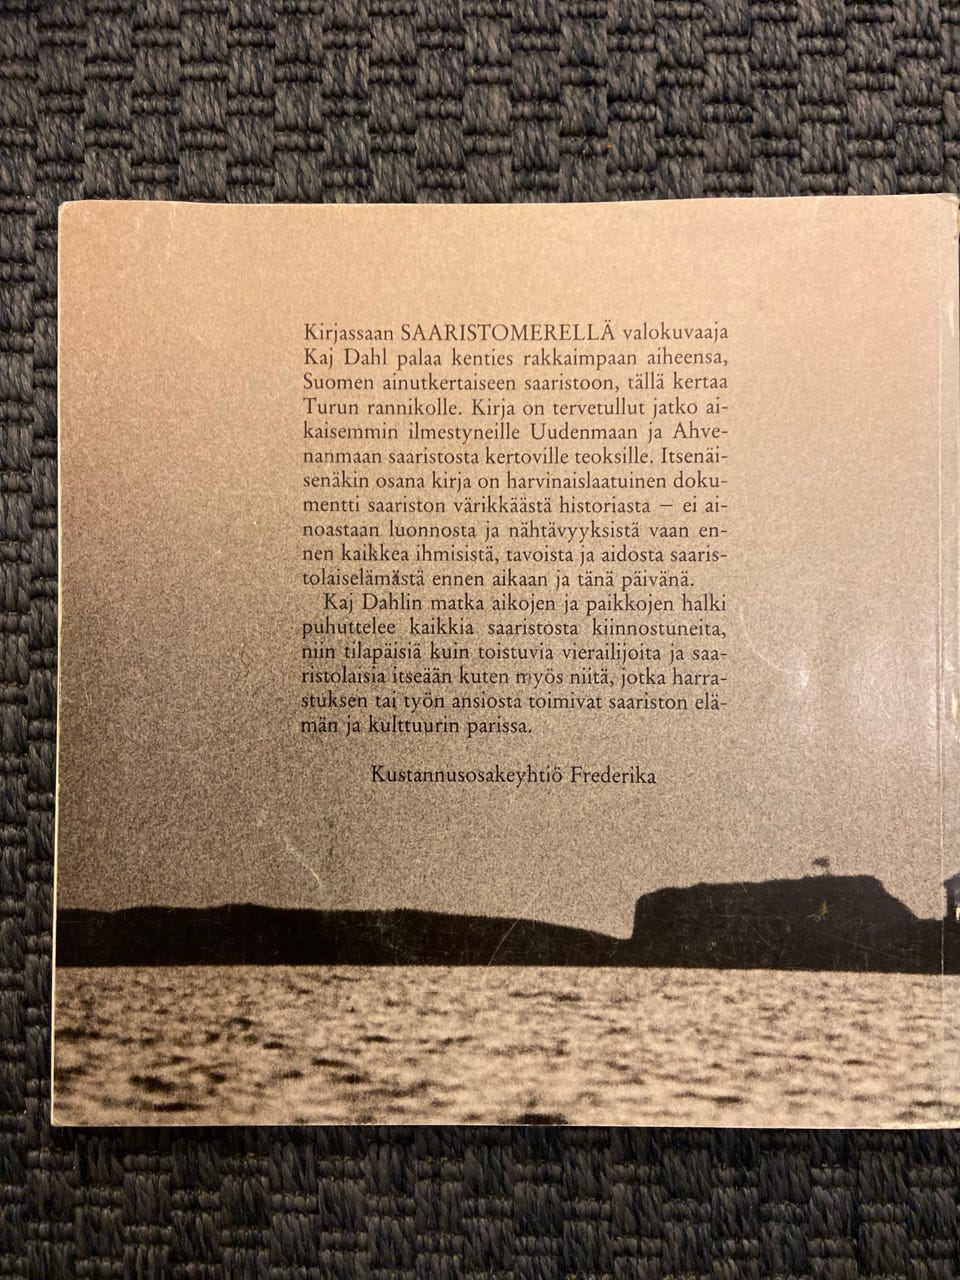 Kirjassaan SAARISTOMERELLÄ valokuvaaja
Kaj Dahl palaa kenties rakkaimpaan aiheensa,
Suomen ainutkertaiseen saaristoon, tällä kertaa
Turun rannikolle. Kirja on tervetullut jatko ai-
kaisemmin ilmestyneille Uudenmaan ja Ahve-
nanmaan saaristosta kertoville teoksille. Itsenäi-
senäkin osana kirja on harvinaislaatuinen doku-
mentti saariston värikkäästä historiasta — ei ai-
noastaan luonnosta ja nähtävyyksistä vaan en-
nen kaikkea ihmisistä, tavoista ja aidosta saaris-
tolaiselämästä ennen aikaan ja tänä päivänä.
Kaj Dahlin matka aikojen ja paikkojen halki
puhuttelee kaikkia saaristosta kiinnostuneita,
niin tilapäisiä kuin toistuvia vierailijoita ja saa-
ristolaisia itseään kuten myös niitä, jotka harra-
stuksen tai työn ansiosta toimivat saariston elä-
män ja kulttuurin parissa.
Kustannusosakeyhtiö Frederika